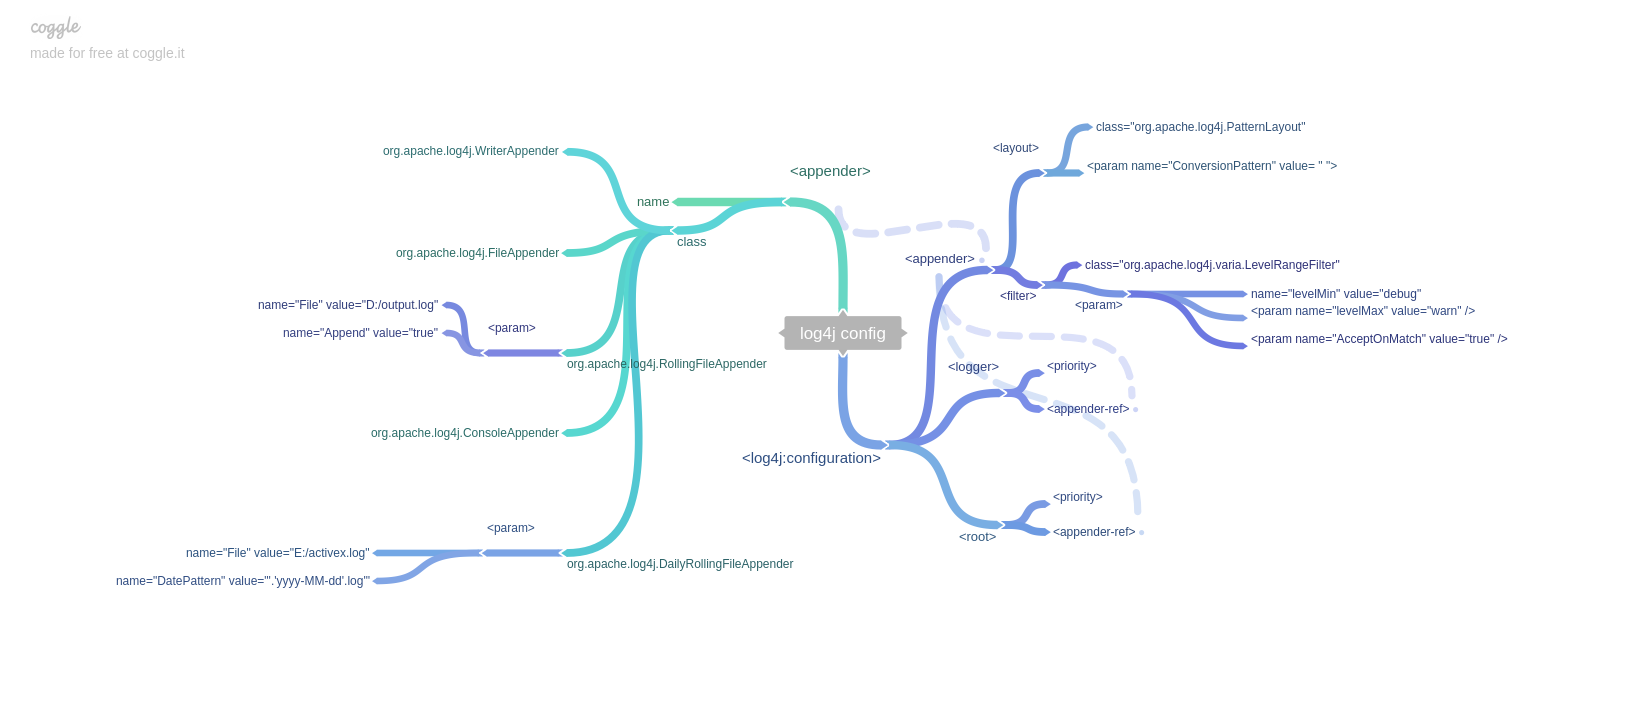 coggle
made for free at coggle.it
log4j config
<appender>
name
class
org.apache.log4j.WriterAppender
org.apache.log4j.FileAppender
org.apache.log4j.RollingFileAppender
<param>
name="File" value="D:/output.log"
name="Append" value="true"
org.apache.log4j.ConsoleAppender
org.apache.log4j.DailyRollingFileAppender
<param>
name="File" value="E:/activex.log"
name="DatePattern" value="'.'yyyy-MM-dd'.log'"
<log4j:configuration>
<appender>
<layout>
class="org.apache.log4j.PatternLayout"
<param name="ConversionPattern" value= " ">
<filter>
class="org.apache.log4j.varia.LevelRangeFilter"
<param>
name="levelMin" value="debug"
<param name="levelMax" value="warn" />
<param name="AcceptOnMatch" value="true" />
<logger>
<priority>
<appender-ref>
<root>
<priority>
<appender-ref>